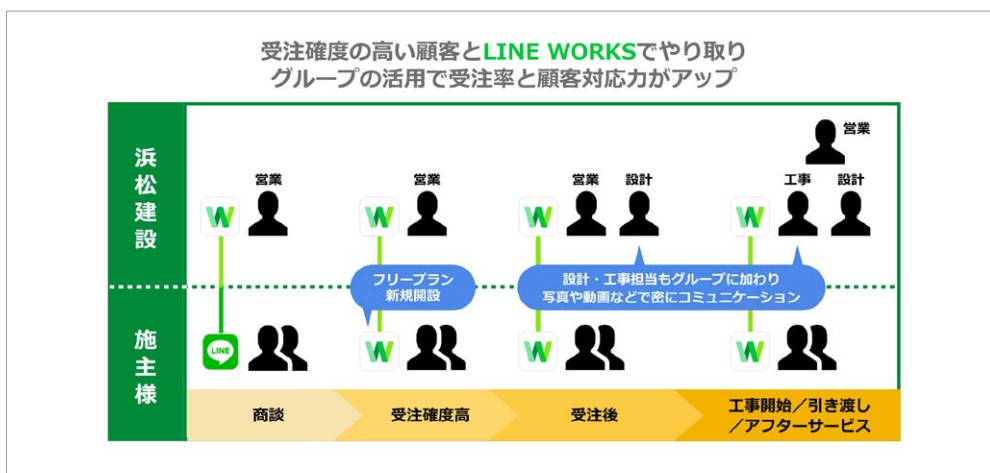 受注確度の高い顧客とLINE WORKSでやり取り
グループの活用で受注率と顧客対応力がアップ
浜松建設
営業
営業
営業
設計
営業
工事
設計
フリープラン
新規開設
設計・工事担当もグループに加わり
写真や動画などで密にコミュニケーション
施主様
LINE
商談
受注確度高
受注後
工事開始／引き渡し
／アフターサービス